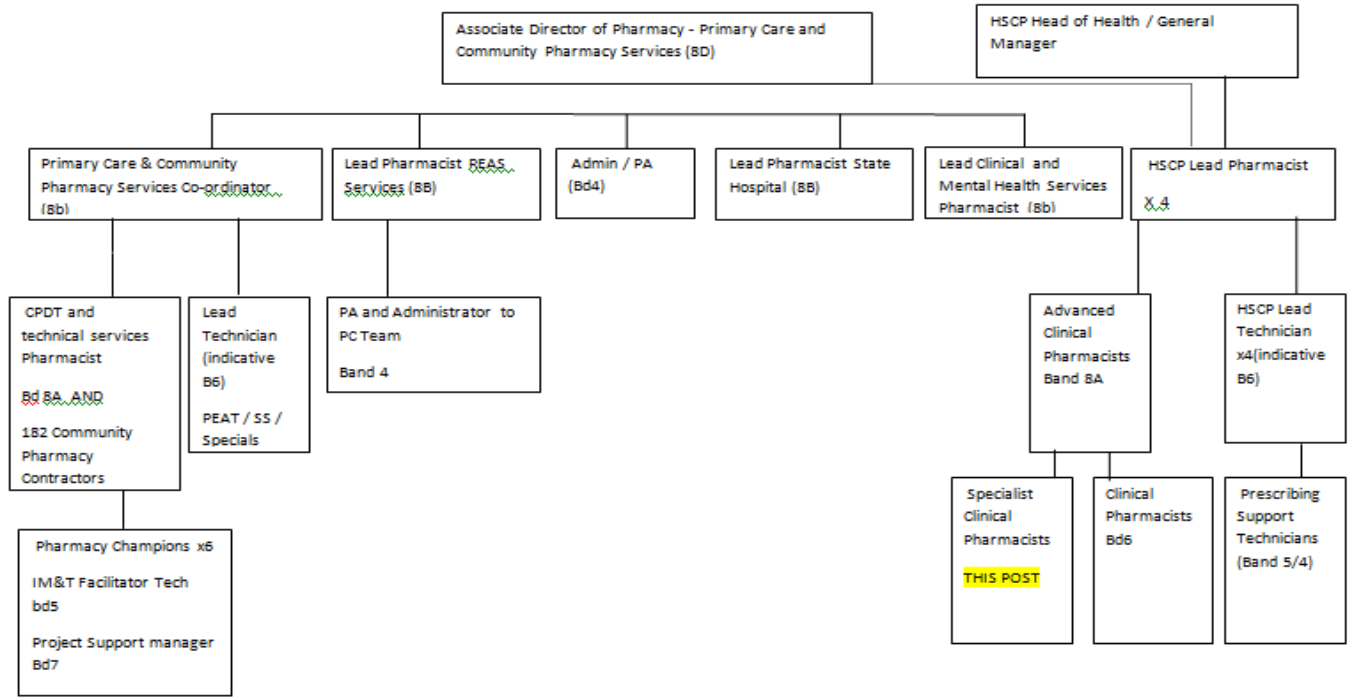 Associate Director of Pharmacy - Primary Care and
Community Pharmacy Services (8D)
HSCP Head of Health / General
Manager
Primary Care & Community
Pharmacy Services Co-ordinator
(8b)
Lead Pharmacist REAS
Services (8B)
Admin / PA
(Bd4)
Lead Pharmacist State
Hospital (8B)
Lead Clinical and
Mental Health Services
Pharmacist (8b)
HSCP Lead Pharmacist
X 4
CPDT and
technical services
Pharmacist
Bd 8A AND
182 Community
Pharmacy
Contractors
Lead
Technician
(indicative
B6)
PEAT / SS /
Specials
PA and Administrator to
PC Team
Band 4
Advanced
Clinical
Pharmacists
Band 8A
HSCP Lead
Technician
x4(indicative
B6)
Specialist
Clinical
Pharmacists
THIS POST
Clinical
Pharmacists
Bd6
Prescribing
Support
Technicians
(Band 5/4)
Pharmacy Champions x6
IM&T Facilitator Tech
bd5
Project Support manager
Bd7